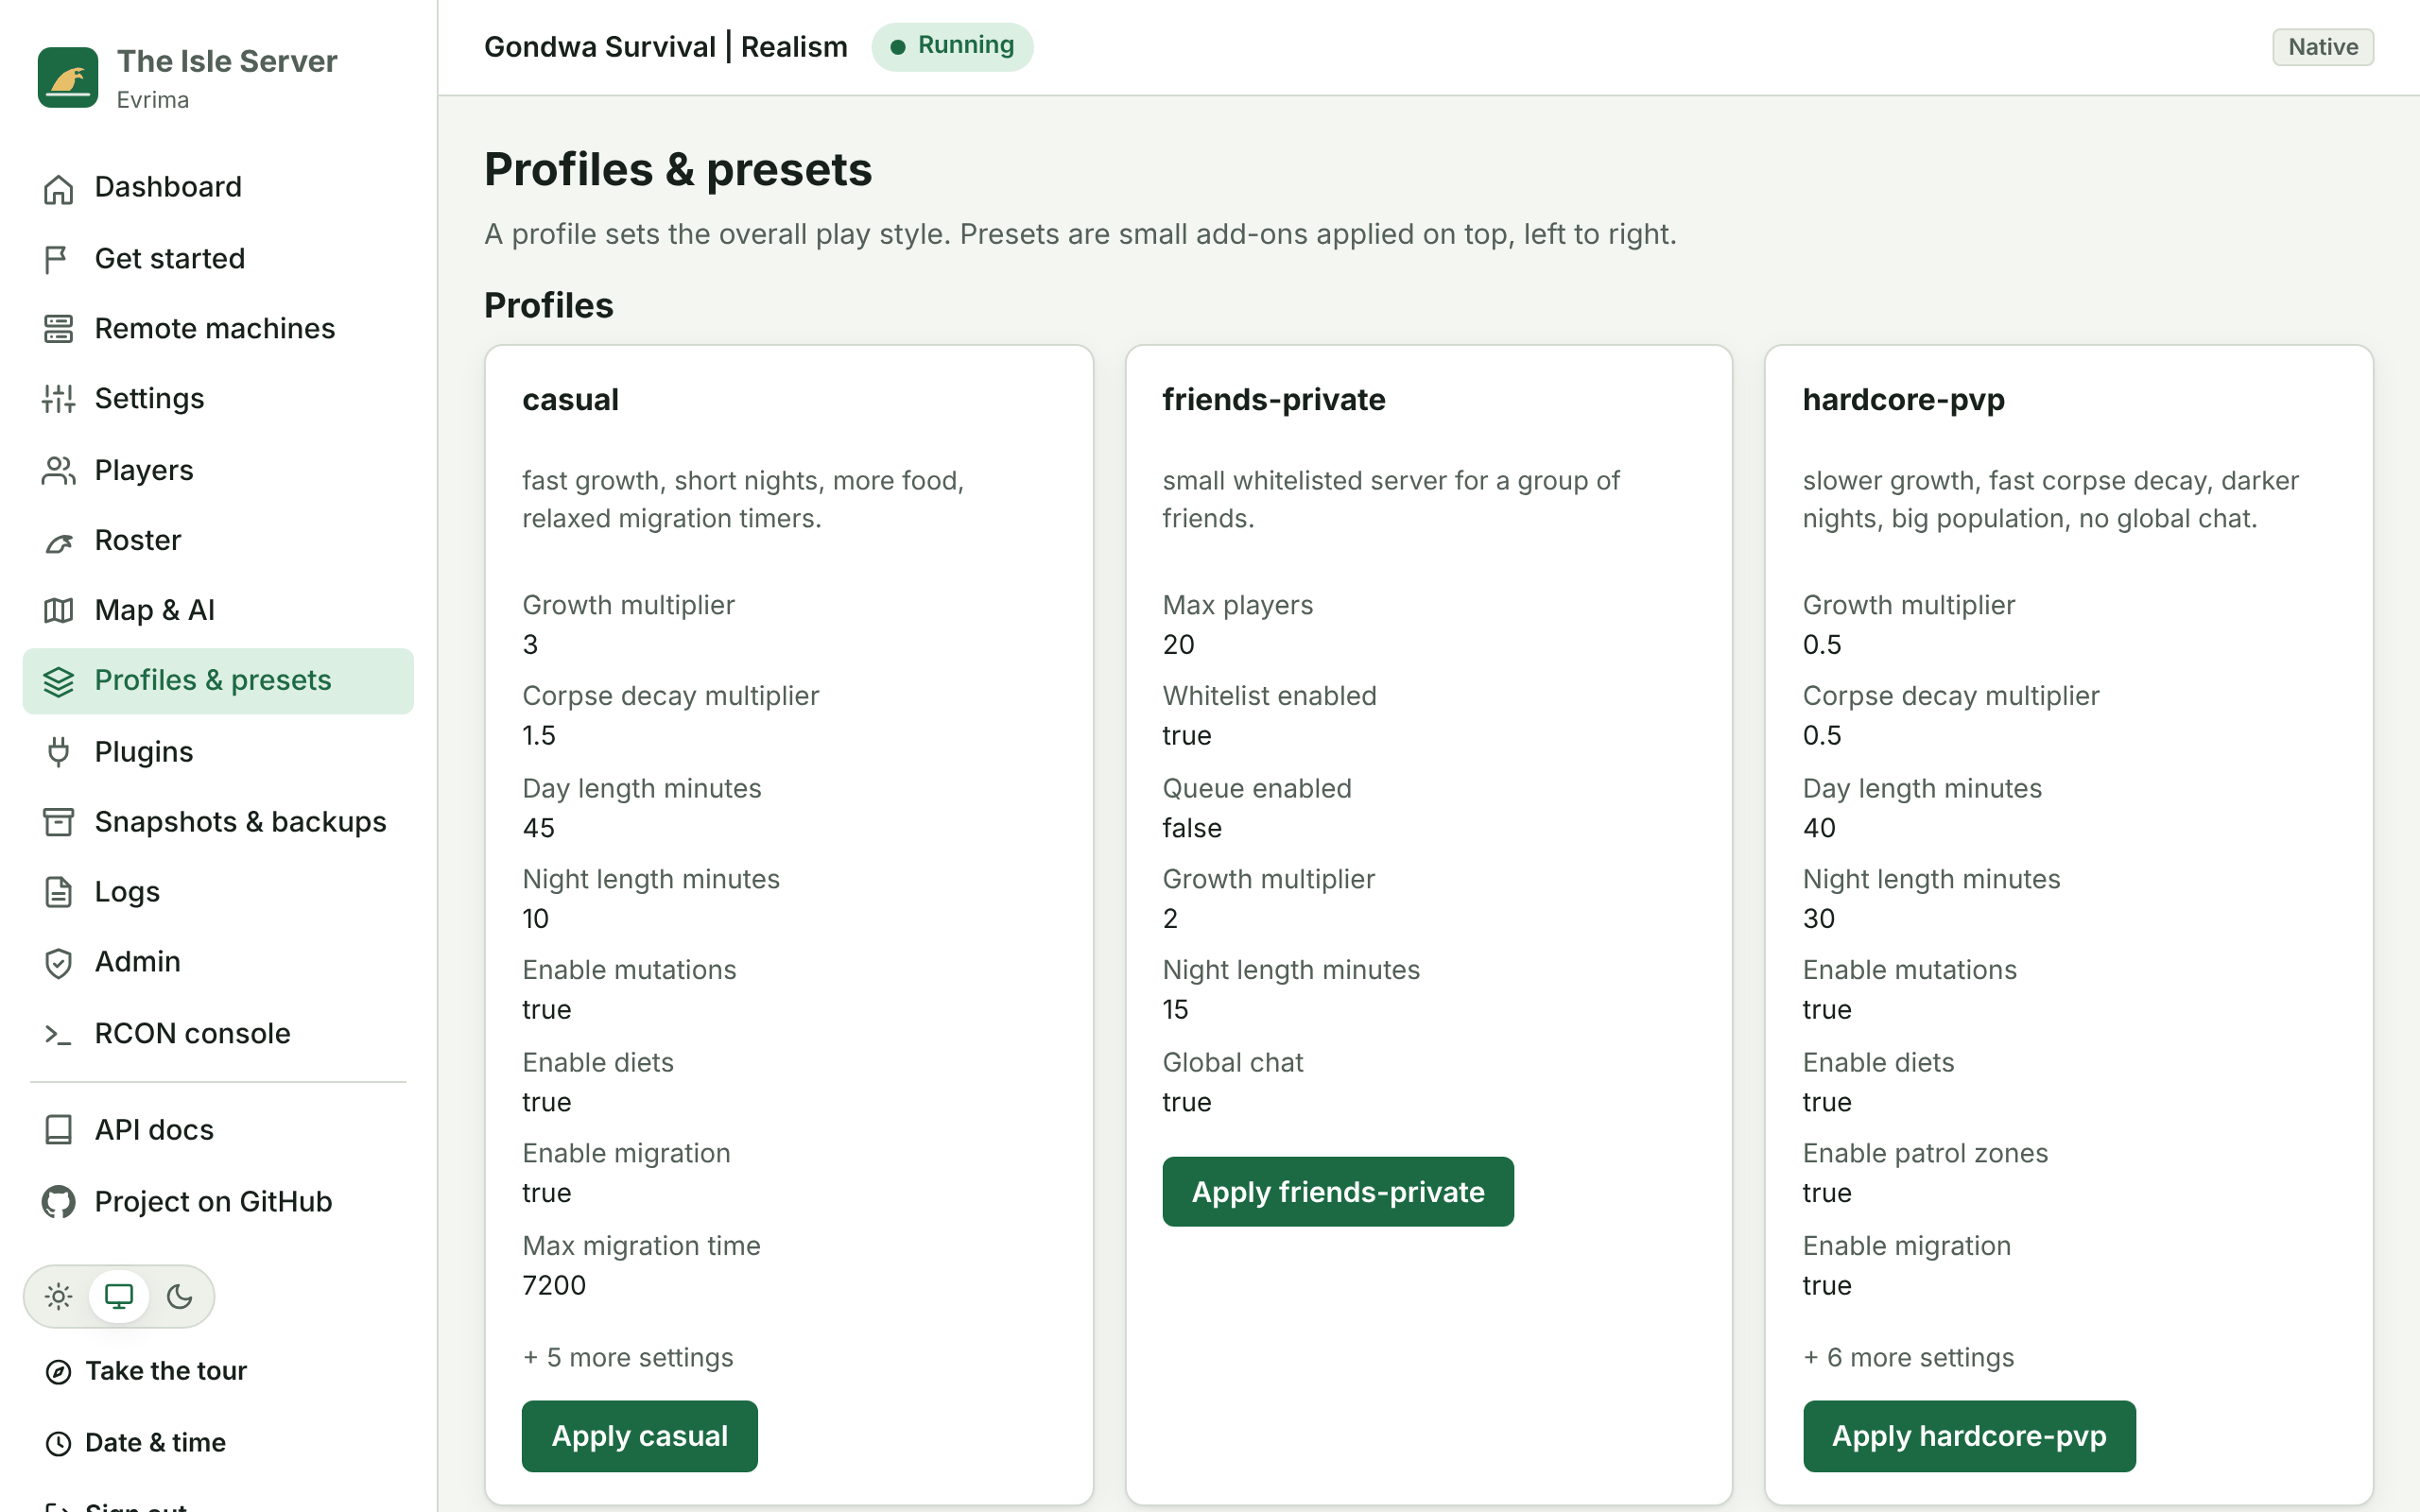 The Isle Server
Evrima
Dashboard
Get started
Remote machines
Settings
Players
Roster
Map & AI
Profiles & presets
Plugins
Snapshots & backups
Logs
Admin
RCON console
API docs
Project on GitHub
Take the tour
Date & time
Sign out
Gondwa Survival | Realism
Running
Native
Profiles & presets
A profile sets the overall play style. Presets are small add-ons applied on top, left to right.
Profiles
casual
fast growth, short nights, more food,
relaxed migration timers.
Growth multiplier
3
Corpse decay multiplier
1.5
Day length minutes
45
Night length minutes
10
Enable mutations
true
Enable diets
true
Enable migration
true
Max migration time
7200
+ 5 more settings
Apply casual
friends-private
small whitelisted server for a group of
friends.
Max players
20
Whitelist enabled
true
Queue enabled
false
Growth multiplier
2
Night length minutes
15
Global chat
true
Apply friends-private
hardcore-pvp
slower growth, fast corpse decay, darker
nights, big population, no global chat.
Growth multiplier
0.5
Corpse decay multiplier
0.5
Day length minutes
40
Night length minutes
30
Enable mutations
true
Enable diets
true
Enable patrol zones
true
Enable migration
true
+ 6 more settings
Apply hardcore-pvp